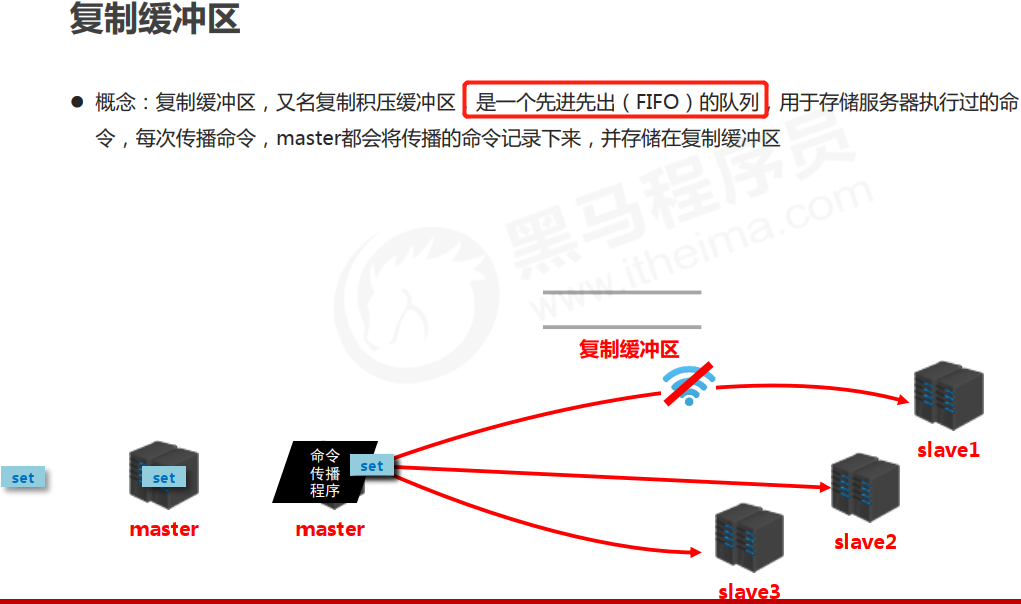 复制缓冲区
● 概念：复制缓冲区，又名复制积压缓冲区，是一个先进先出（FIFO）的队列，用于存储服务器执行过的命
令，每次传播命令，master都会将传播的命令记录下来，并存储在复制缓冲区
黑马程序员
www.itheima.com
复制缓冲区
slave1
命令
传播
程序
set
set
set
master
master
slave2
slave3